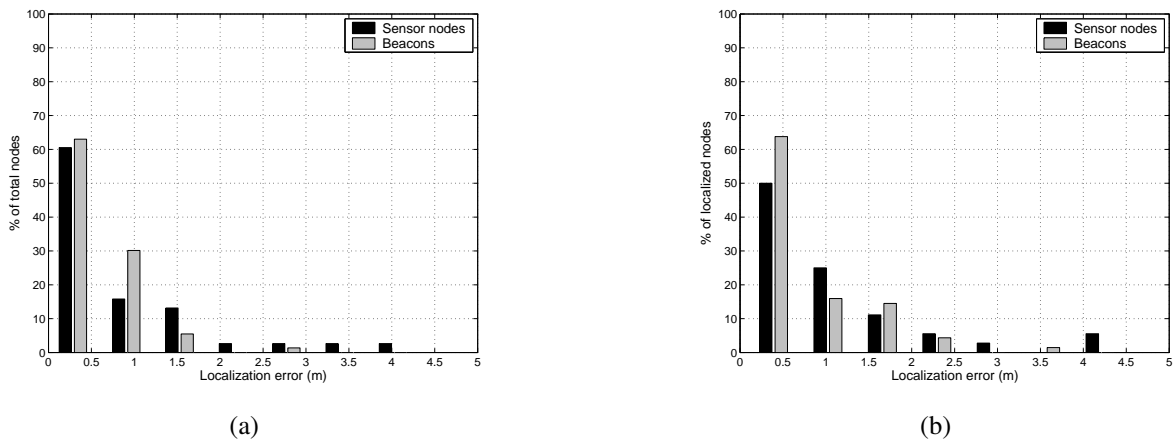 100
90
80
70
60
50
40
30
20
10
0
% of total nodes
Sensor nodes
Beacons
0 0.5 1 1.5 2 2.5 3 3.5 4 4.5 5
Localization error (m)
(a)
100
90
80
70
60
50
40
30
20
10
0
% of localized nodes
Sensor nodes
Beacons
0 0.5 1 1.5 2 2.5 3 3.5 4 4.5 5
Localization error (m)
(b)